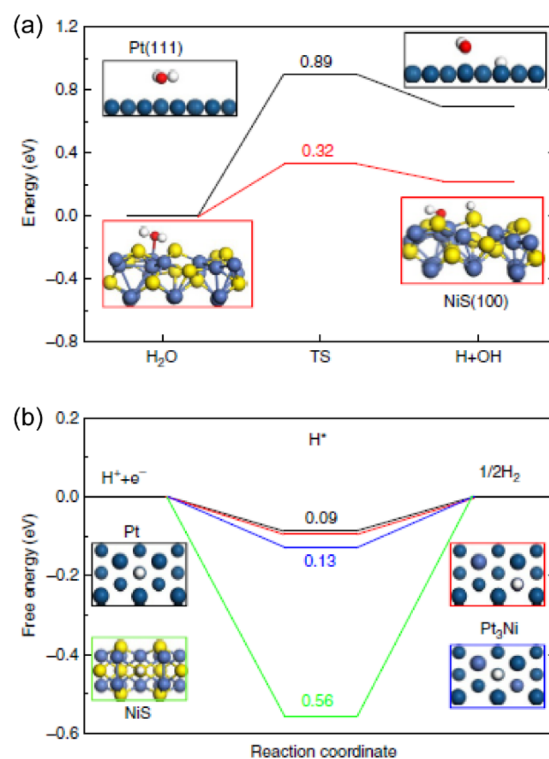 (a)
Pt(111)
0.89
0.32
NiS(100)
1.2
0.8
0.4
0.0
−0.4
−0.8
Energy (eV)
H₂O
TS
H+OH
(b)
H*
H⁺+e⁻
1/2H₂
0.09
0.13
0.56
Pt
NiS
Pt₃Ni
0.2
0.0
−0.2
−0.4
−0.6
Free energy (eV)
Reaction coordinate